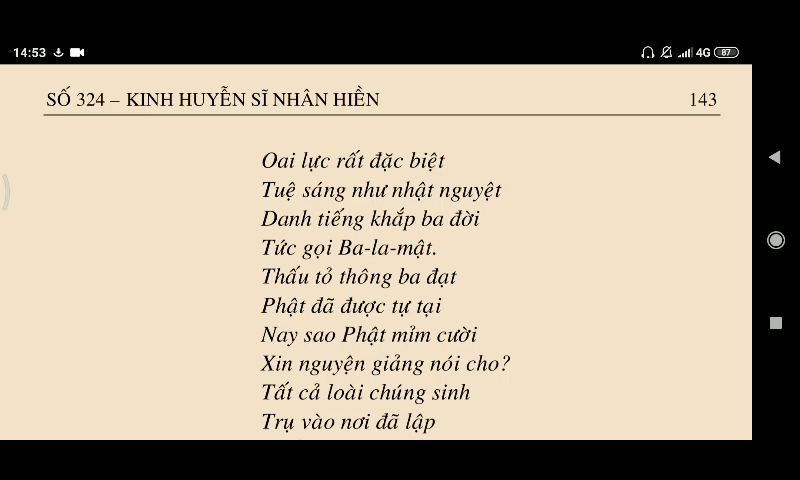 14:53 4G 87
SỐ 324 – KINH HUYỄN SĨ NHÂN HIỀN 143
Oai lực rất đặc biệt
Tuệ sáng như nhật nguyệt
Danh tiếng khắp ba đời
Tức gọi Ba-la-mật.
Thấu tỏ thông ba đạt
Phật đã được tự tại
Nay sao Phật mỉm cười
Xin nguyện giảng nói cho?
Tất cả loài chúng sinh
Trụ vào nơi đã lập